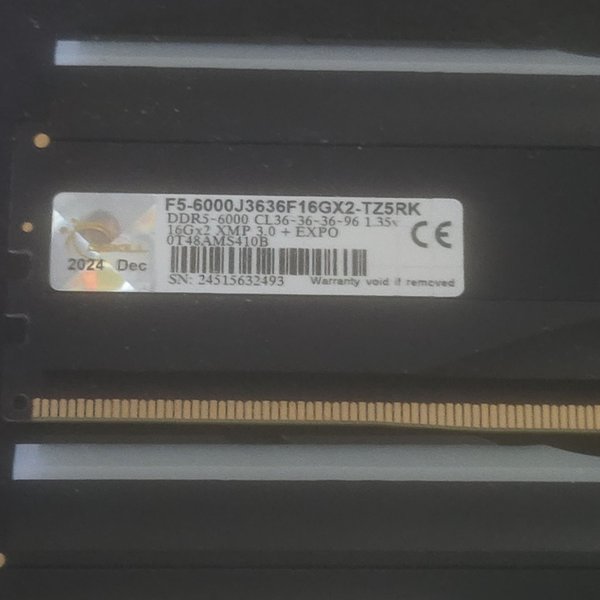 F5-6000J3636F16GX2-TZ5RK
DDR5-6000 CL36-36-36-96 1.35v
16Gx2 XMP 3.0 + EXPO
0T48AMS410B
CE
2024 Dec
SN: 24515632493
Warranty void if removed